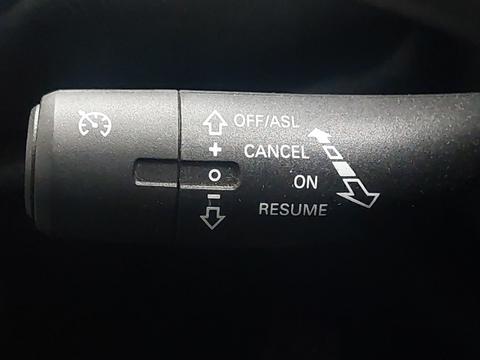 OFF/ASL
+ CANCEL
O ON
- RESUME